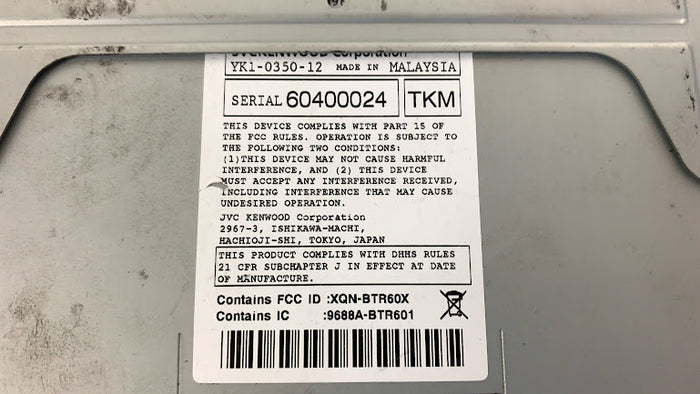 JVCKENWOOD Corporation
YK1-0350-12 MADE IN MALAYSIA
SERIAL 60400024 TKM
THIS DEVICE COMPLIES WITH PART 15 OF
THE FCC RULES. OPERATION IS SUBJECT TO
THE FOLLOWING TWO CONDITIONS:
(1)THIS DEVICE MAY NOT CAUSE HARMFUL
INTERFERENCE, AND (2) THIS DEVICE
MUST ACCEPT ANY INTERFERENCE RECEIVED,
INCLUDING INTERFERENCE THAT MAY CAUSE
UNDESIRED OPERATION.
JVC KENWOOD Corporation
2967-3, ISHIKAWA-MACHI,
HACHIOJI-SHI, TOKYO, JAPAN
THIS PRODUCT COMPLIES WITH DHHS RULES
21 CFR SUBCHAPTER J IN EFFECT AT DATE
OF MANUFACTURE.
Contains FCC ID :XQN-BTR60X
Contains IC :9688A-BTR601